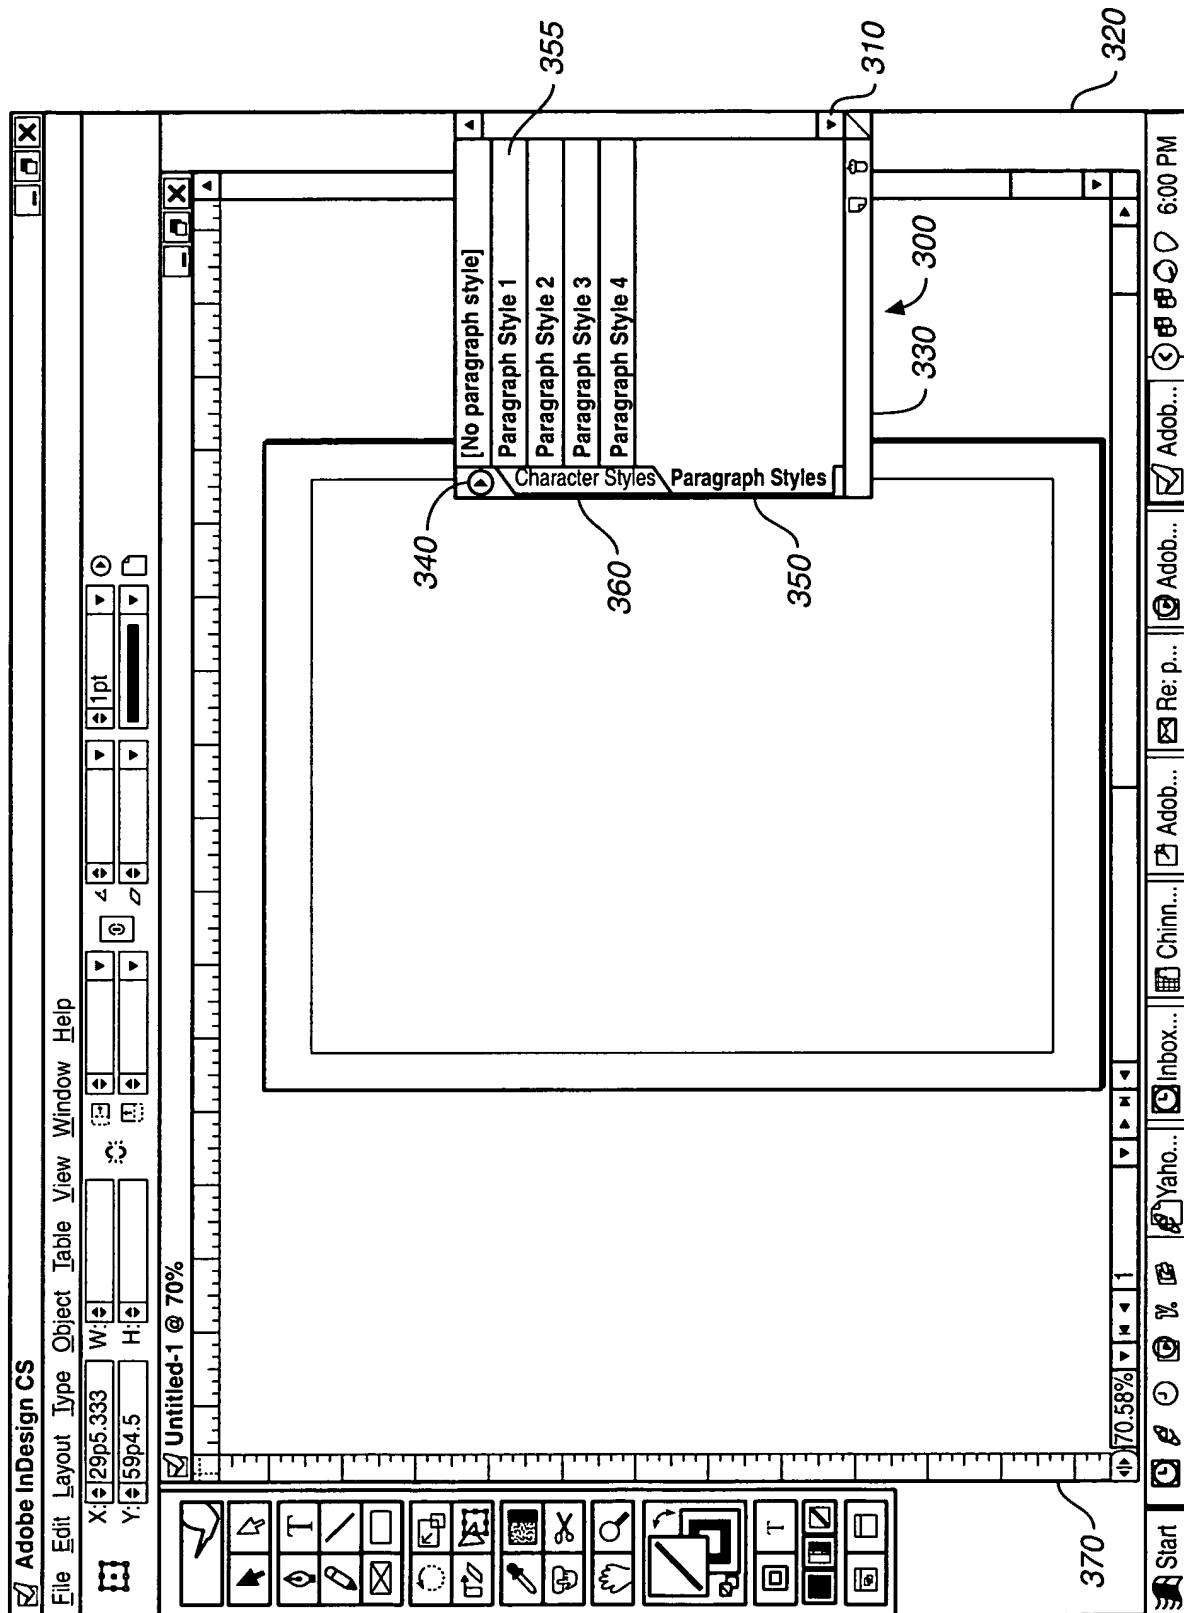 Adobe InDesign CS
File Edit Layout Type Object Table View Window Help
X: 29p5.333 W: 1pt
Y: 59p4.5 H:
Untitled-1 @ 70%
T
T
340
360
350
Character Styles
Paragraph Styles
[No paragraph style]
Paragraph Style 1
Paragraph Style 2
Paragraph Style 3
Paragraph Style 4
355
310
300
330
320
370
70.58% 1
Start Yaho... Inbox... Chinn... Adob... Re: p... Adob... Adob... 6:00 PM